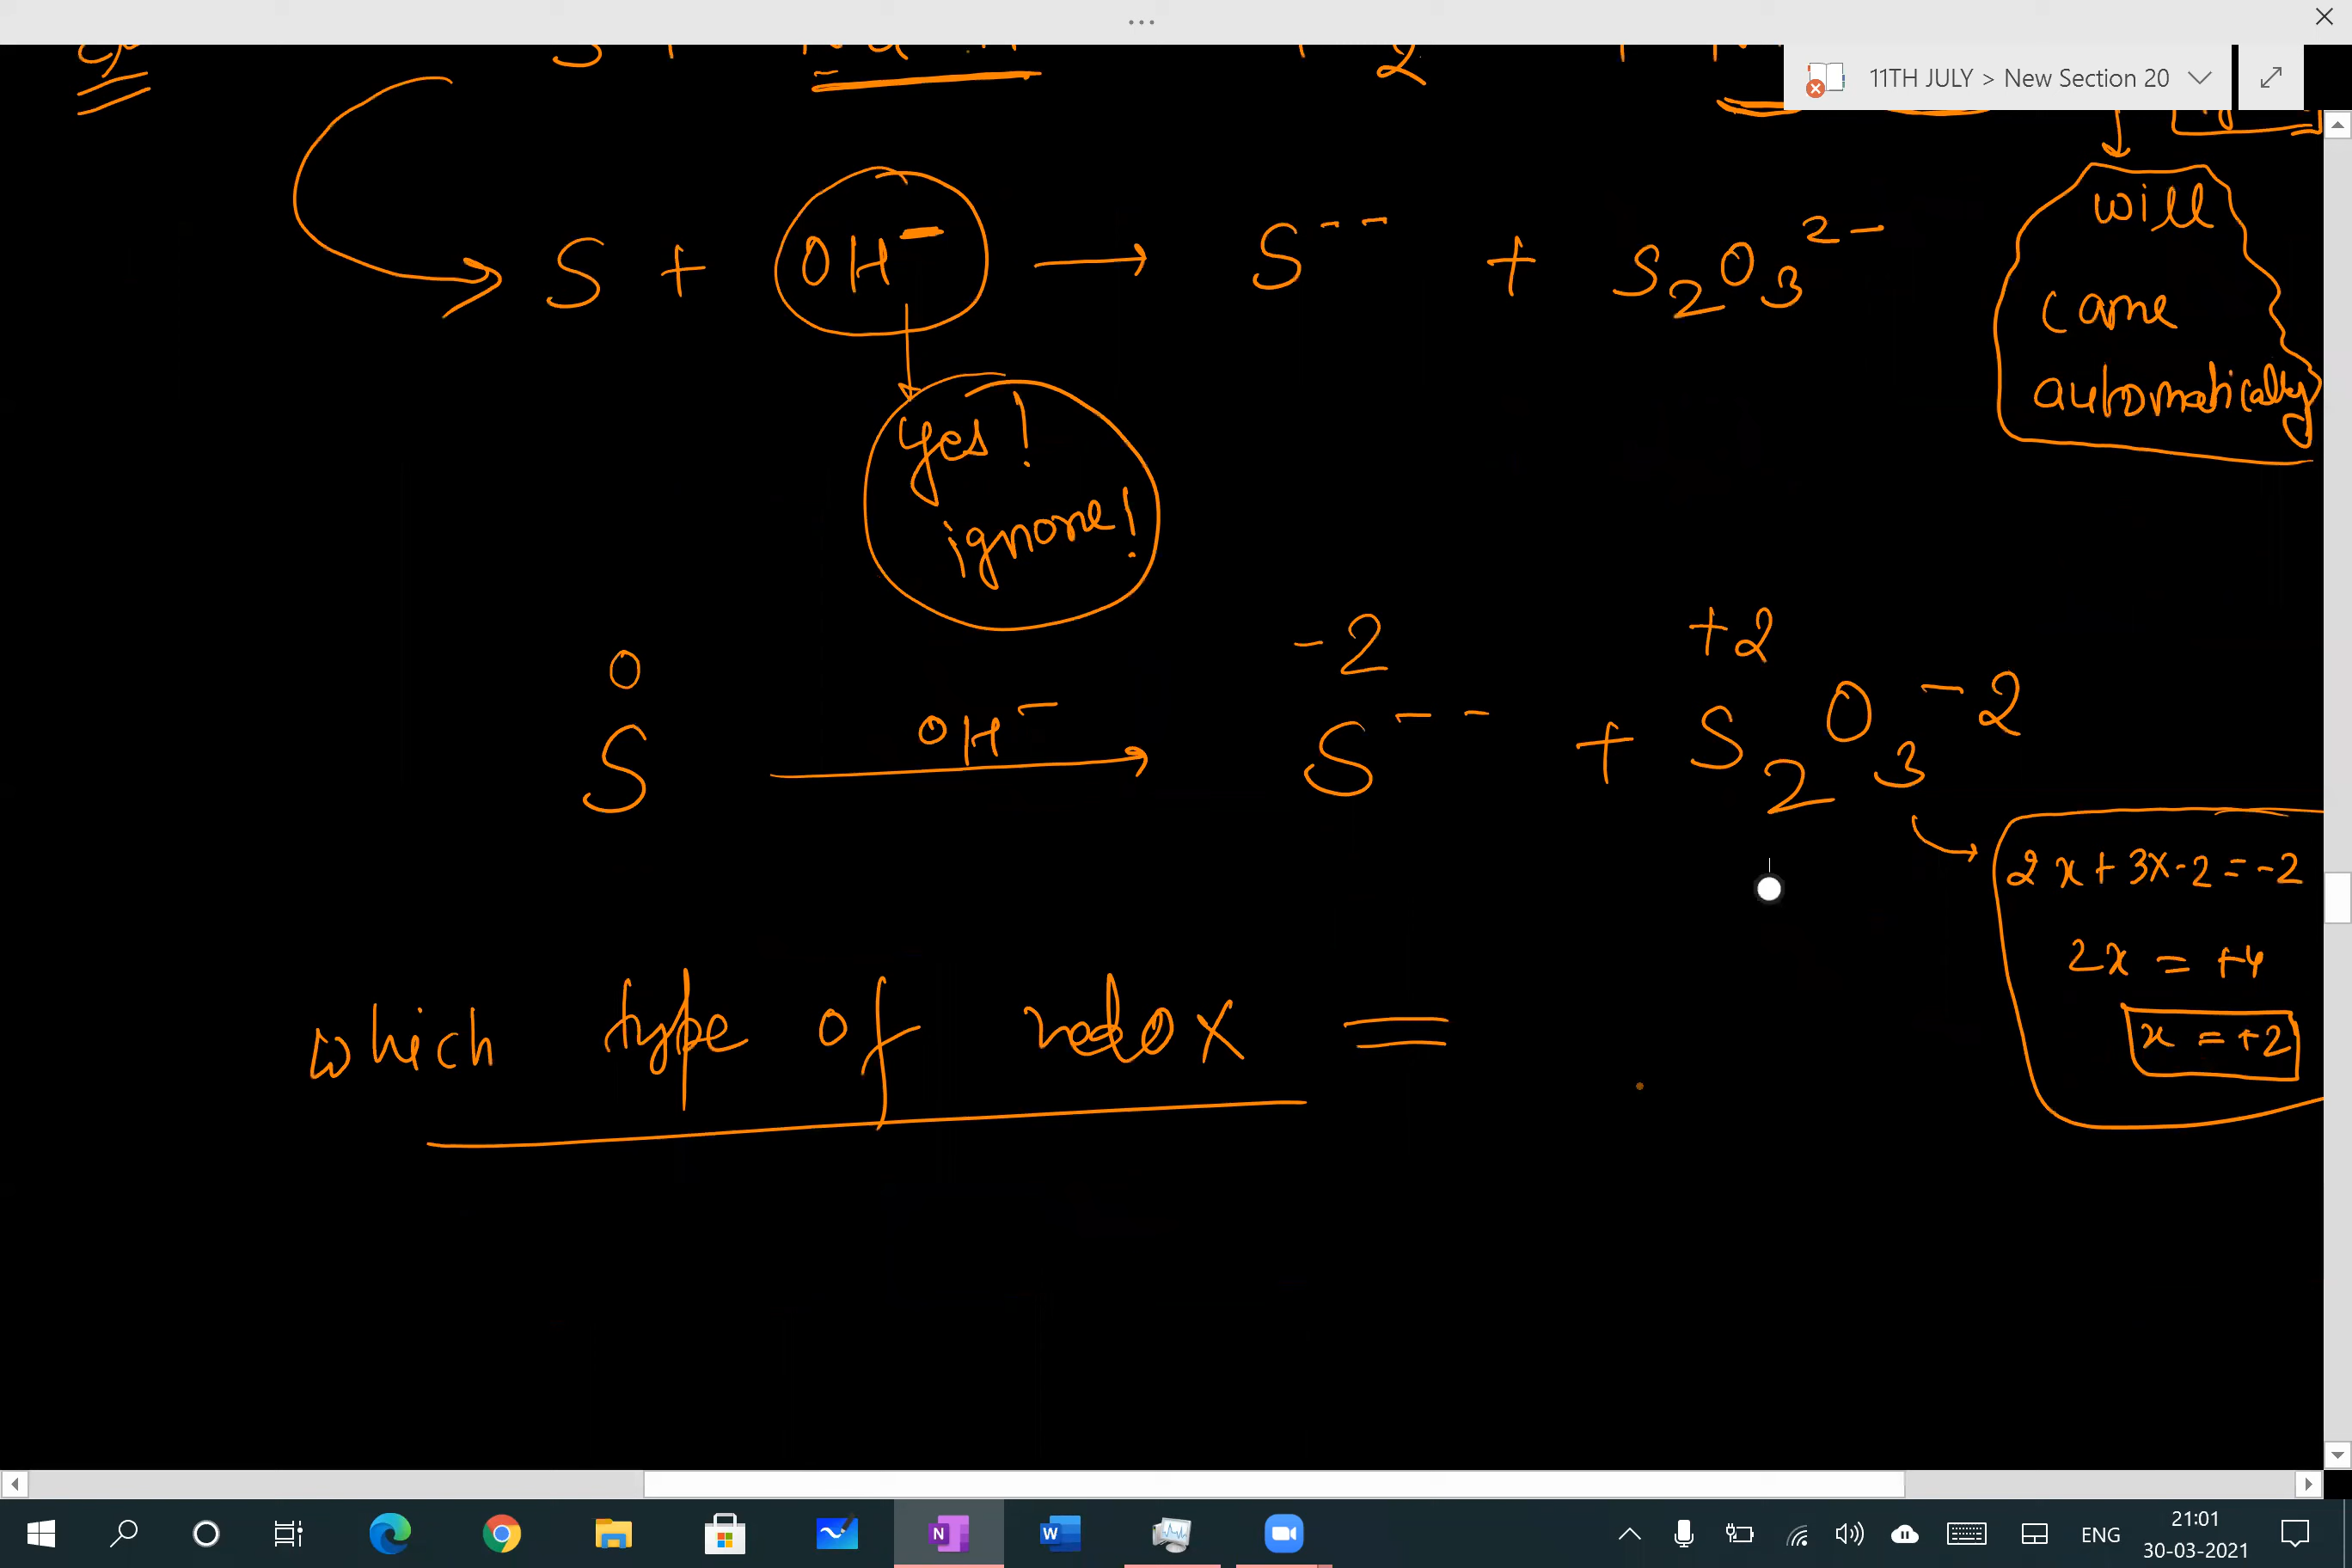 11TH JULY > New Section 20
S + OH⁻ → S⁻⁻ + S₂O₃²⁻
will
came
automatically
yes!
ignore!
0 -2 +2
S OH⁻ → S⁻⁻ + S₂O₃⁻²
2x + 3x-2 = -2
2x = +4
x = +2
which type of redox =
N
W
ENG
21:01
30-03-2021